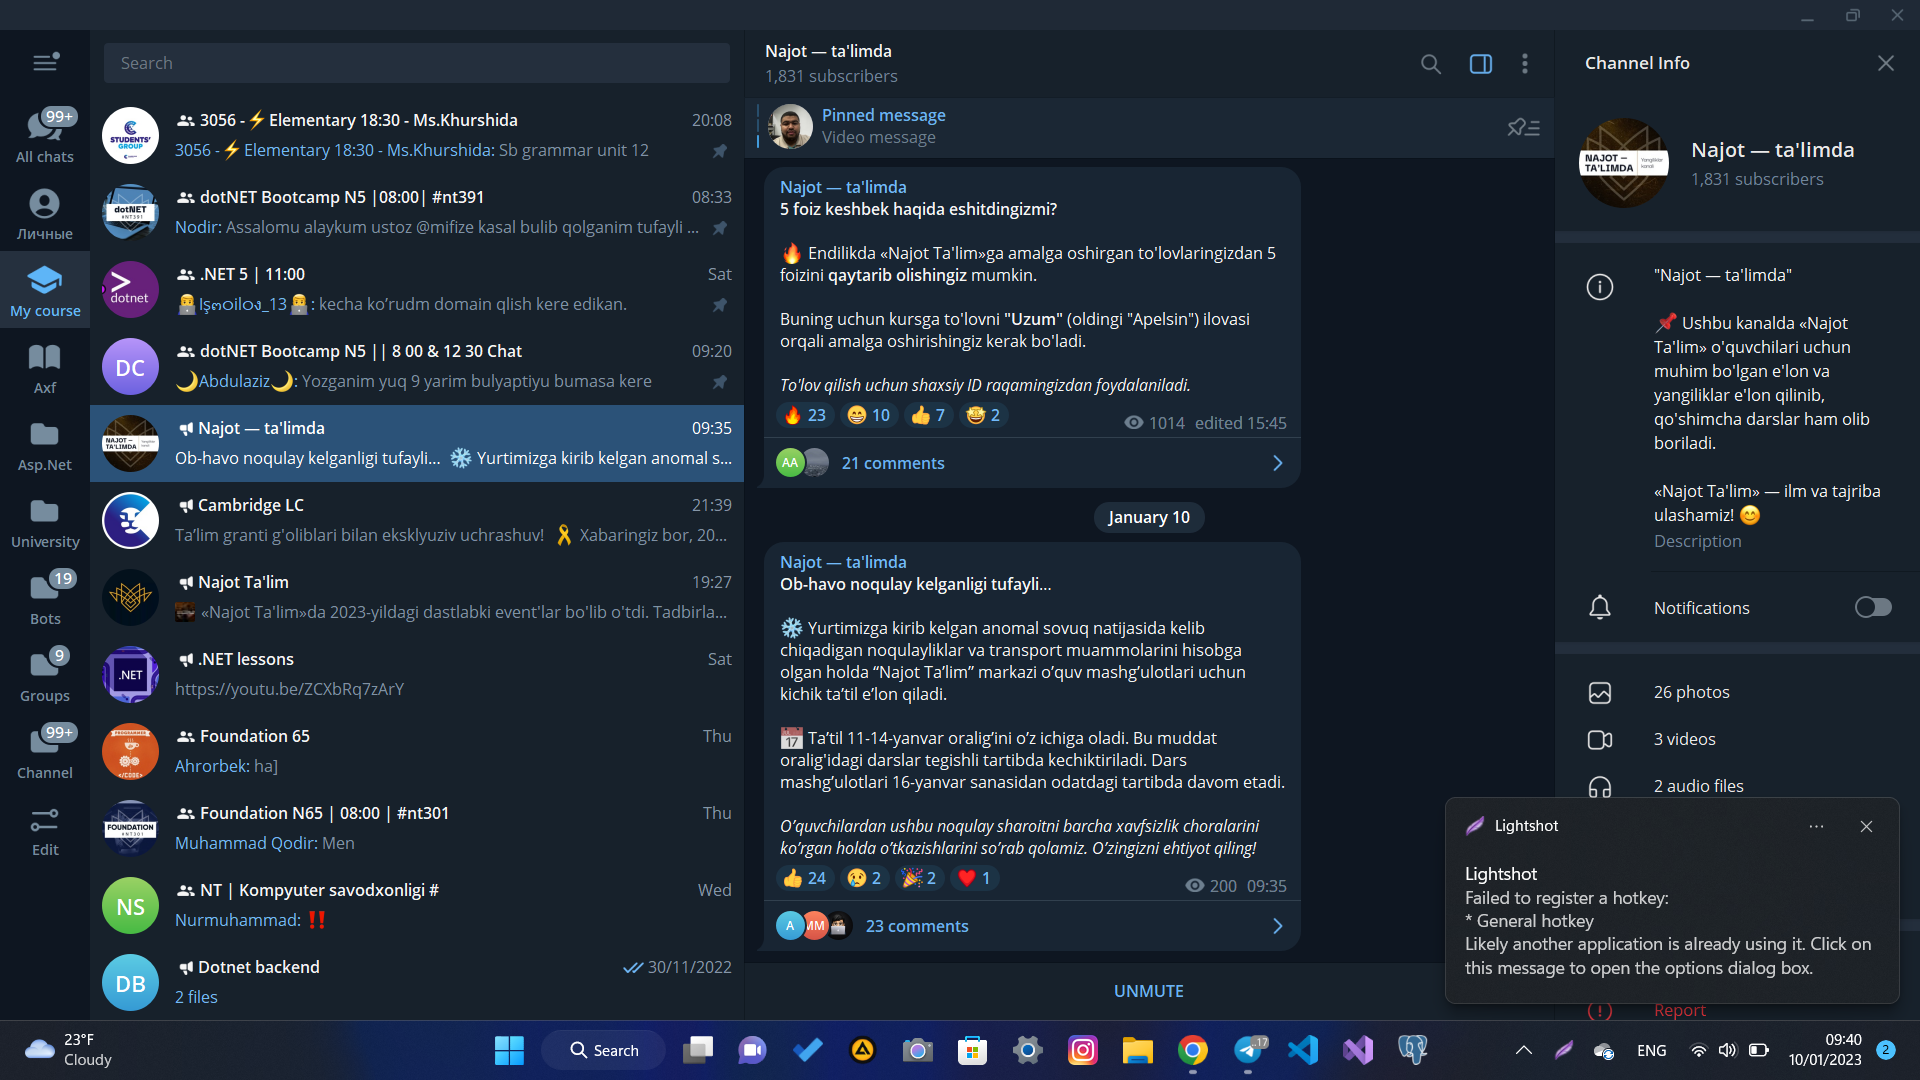 Search
99+
All chats
Личные
My course
Axf
Asp.Net
University
19
Bots
9
Groups
99+
Channel
Edit
3056 -⚡Elementary 18:30 - Ms.Khurshida
20:08
3056 -⚡Elementary 18:30 - Ms.Khurshida: Sb grammar unit 12
dotNET Bootcamp N5 |08:00| #nt391
08:33
Nodir: Assalomu alaykum ustoz @mifize kasal bulib qolganim tufayli ...
.NET 5 | 11:00
Sat
kecha ko’rudm domain qlish kere edikan.
DC
dotNET Bootcamp N5 || 8 00 & 12 30 Chat
09:20
🌙Abdulaziz🌙: Yozganim yuq 9 yarim bulyaptiyu bumasa kere
Najot — ta'limda
09:35
Ob-havo noqulay kelganligi tufayli... ❄️ Yurtimizga kirib kelgan anomal s...
Cambridge LC
21:39
Ta’lim granti g'oliblari bilan eksklyuziv uchrashuv! 🎗️ Xabaringiz bor, 20...
Najot Ta'lim
19:27
«Najot Ta'lim»da 2023-yildagi dastlabki event'lar bo'lib o'tdi. Tadbirla...
.NET
.NET lessons
Sat
https://youtu.be/ZCXbRq7zArY
Foundation 65
Thu
Ahrorbek: ha]
FOUNDATION
Foundation N65 | 08:00 | #nt301
Thu
Muhammad Qodir: Men
NS
NT | Kompyuter savodxonligi #
Wed
Nurmuhammad: ‼️
DB
Dotnet backend
30/11/2022
2 files
Najot — ta'limda
1,831 subscribers
Pinned message
Video message
Najot — ta'limda
5 foiz keshbek haqida eshitdingizmi?
🔥 Endilikda «Najot Ta'lim»ga amalga oshirgan to'lovlaringizdan 5
foizini qaytarib olishingiz mumkin.
Buning uchun kursga to'lovni "Uzum" (oldingi "Apelsin") ilovasi
orqali amalga oshirishingiz kerak bo'ladi.
To'lov qilish uchun shaxsiy ID raqamingizdan foydalaniladi.
🔥 23 😁 10 👍 7 🤩 2
1014 edited 15:45
AA
21 comments
January 10
Najot — ta'limda
Ob-havo noqulay kelganligi tufayli...
❄️ Yurtimizga kirib kelgan anomal sovuq natijasida kelib
chiqadigan noqulayliklar va transport muammolarini hisobga
olgan holda “Najot Ta’lim” markazi o’quv mashg’ulotlari uchun
kichik ta’til e’lon qiladi.
📅 Ta’til 11-14-yanvar oralig’ini o’z ichiga oladi. Bu muddat
oralig'idagi darslar tegishli tartibda kechiktiriladi. Dars
mashg’ulotlari 16-yanvar sanasidan odatdagi tartibda davom etadi.
O’quvchilardan ushbu noqulay sharoitni barcha xavfsizlik choralarini
ko’rgan holda o’tkazishlarini so’rab qolamiz. O’zingizni ehtiyot qiling!
👍 24 😢 2 🎉 2 ❤️ 1
200 09:35
A
MM
23 comments
UNMUTE
Channel Info
NAJOT —
TA'LIMDA
Najot — ta'limda
1,831 subscribers
"Najot — ta'limda"
📌 Ushbu kanalda «Najot
Ta'lim» o'quvchilari uchun
muhim bo'lgan e'lon va
yangiliklar e'lon qilinib,
qo'shimcha darslar ham olib
boriladi.
«Najot Ta'lim» — ilm va tajriba
ulashamiz! 😊
Description
Notifications
26 photos
3 videos
2 audio files
Lightshot
Lightshot
Failed to register a hotkey:
* General hotkey
Likely another application is already using it. Click on
this message to open the options dialog box.
Report
23°F
Cloudy
Search
..17
ENG
09:40
10/01/2023
2